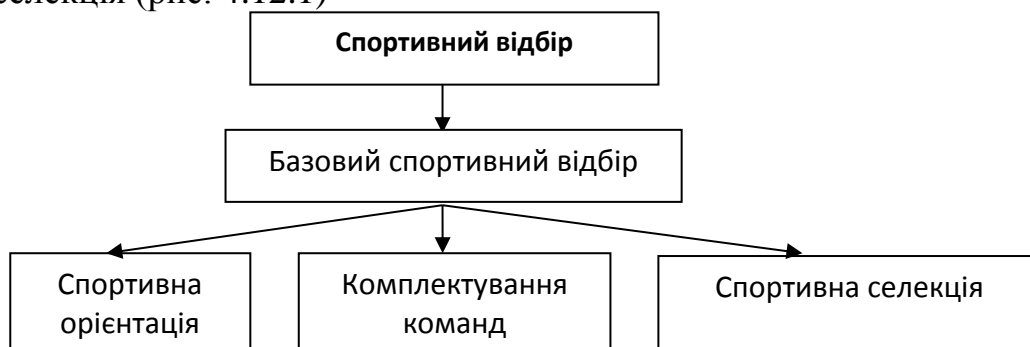 селекція (рис. 4.12.1)
Спортивний відбір
Базовий спортивний відбір
Спортивна
орієнтація
Комплектування
команд
Спортивна селекція